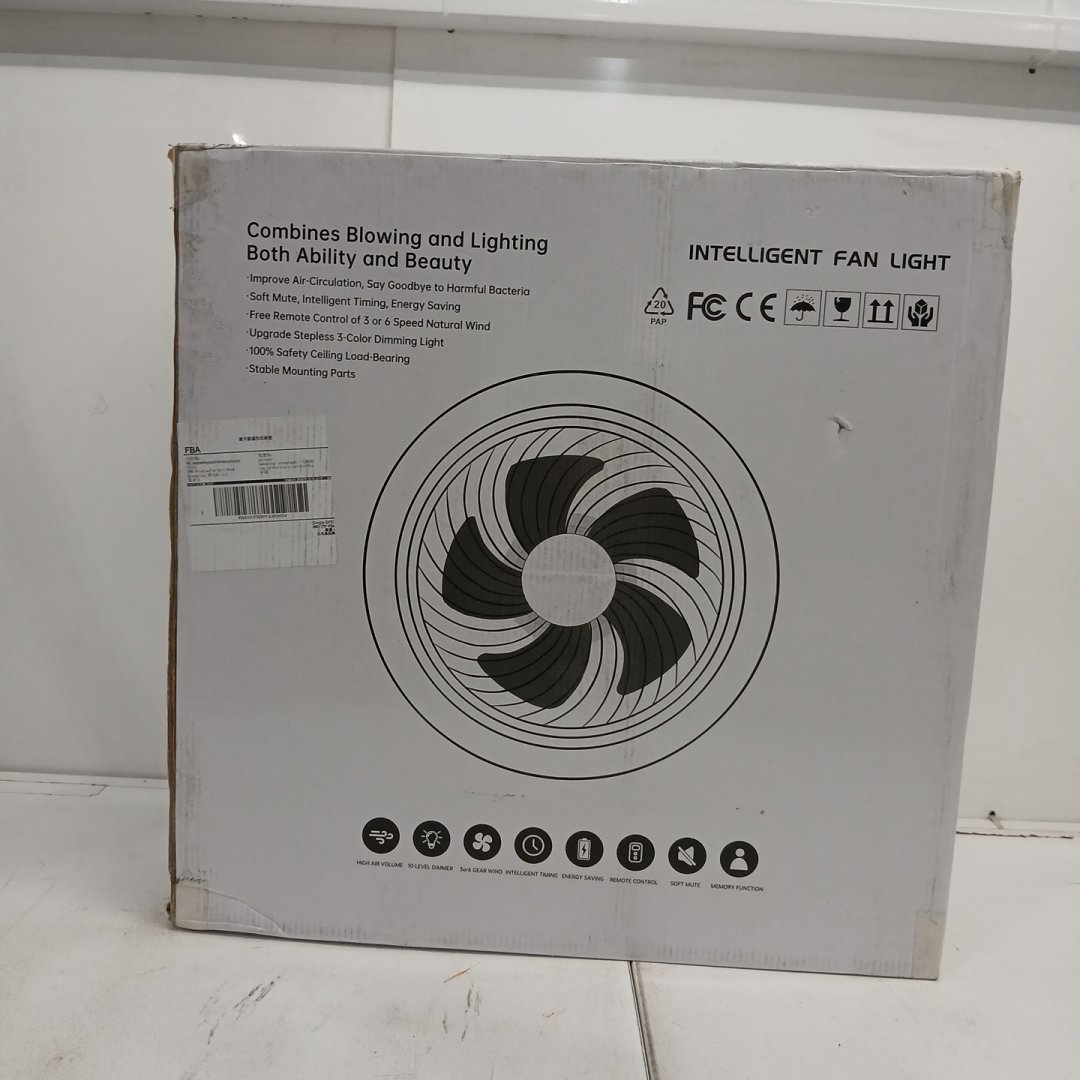 Combines Blowing and Lighting
Both Ability and Beauty
·Improve Air-Circulation, Say Goodbye to Harmful Bacteria
·Soft Mute, Intelligent Timing, Energy Saving
·Free Remote Control of 3 or 6 Speed Natural Wind
·Upgrade Stepless 3-Color Dimming Light
·100% Safety Ceiling Load-Bearing
·Stable Mounting Parts
INTELLIGENT FAN LIGHT
20
PAP
FC CE
FBA
HIGH AIR VOLUME
10-LEVEL DIMMER
3or6 GEAR WIND
INTELLIGENT TIMING
ENERGY SAVING
REMOTE CONTROL
SOFT MUTE
MEMORY FUNCTION